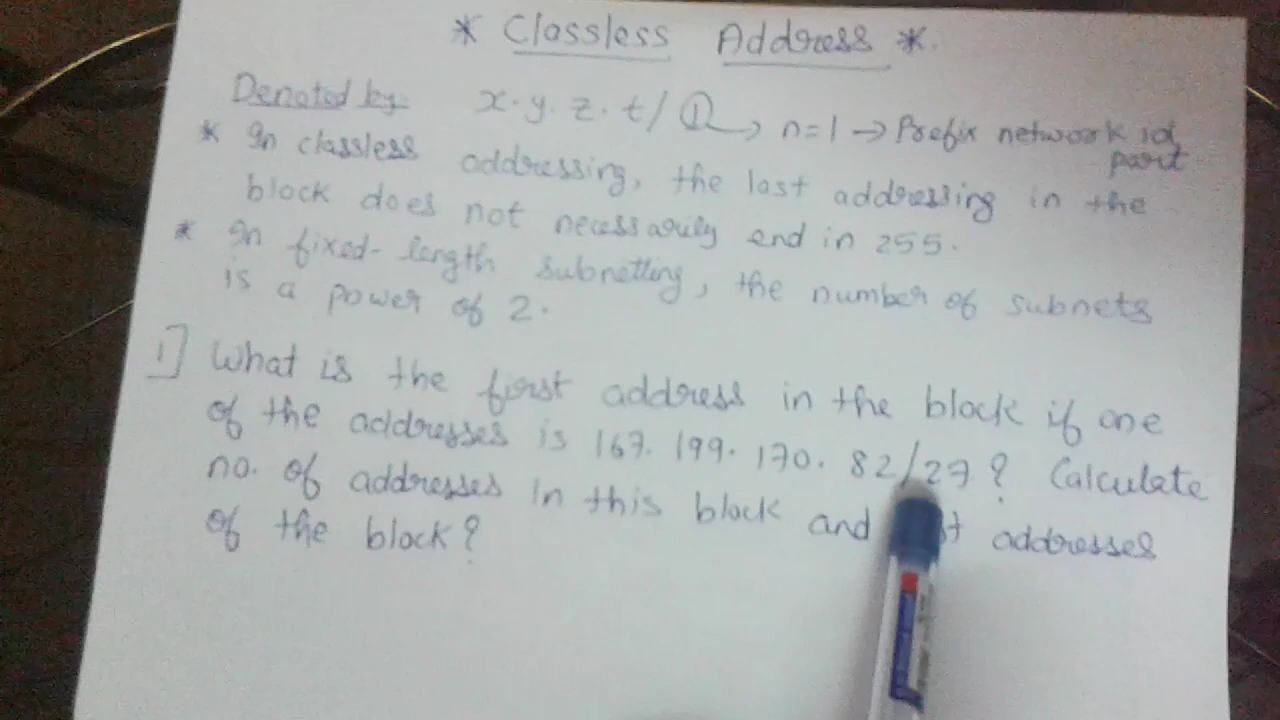 * Classless Address *.
Denoted by: x.y.z.t/① → n=1 → Prefix network id part
* In classless addressing, the last addressing in the
block does not necessarily end in 255.
* In fixed-length subnetting, the number of subnets
is a power of 2.
1] What is the first address in the block if one
of the addresses is 167.199.170.82/27? Calculate
no. of addresses in this block and addresses
of the block?